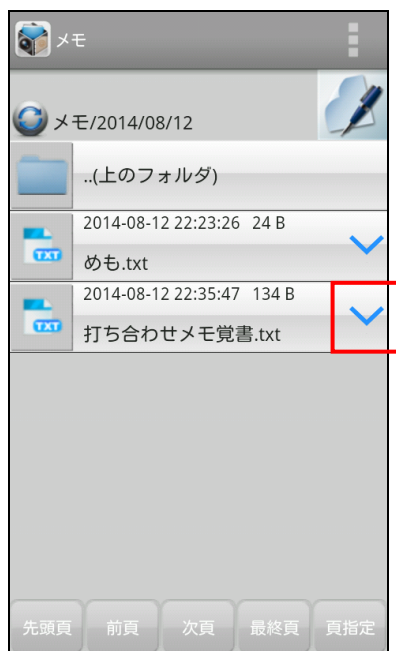 メモ
メモ/2014/08/12
..(上のフォルダ)
2014-08-12 22:23:26 24 B
TXT
めも.txt
2014-08-12 22:35:47 134 B
TXT
打ち合わせメモ覚書.txt
先頭頁 前頁 次頁 最終頁 頁指定